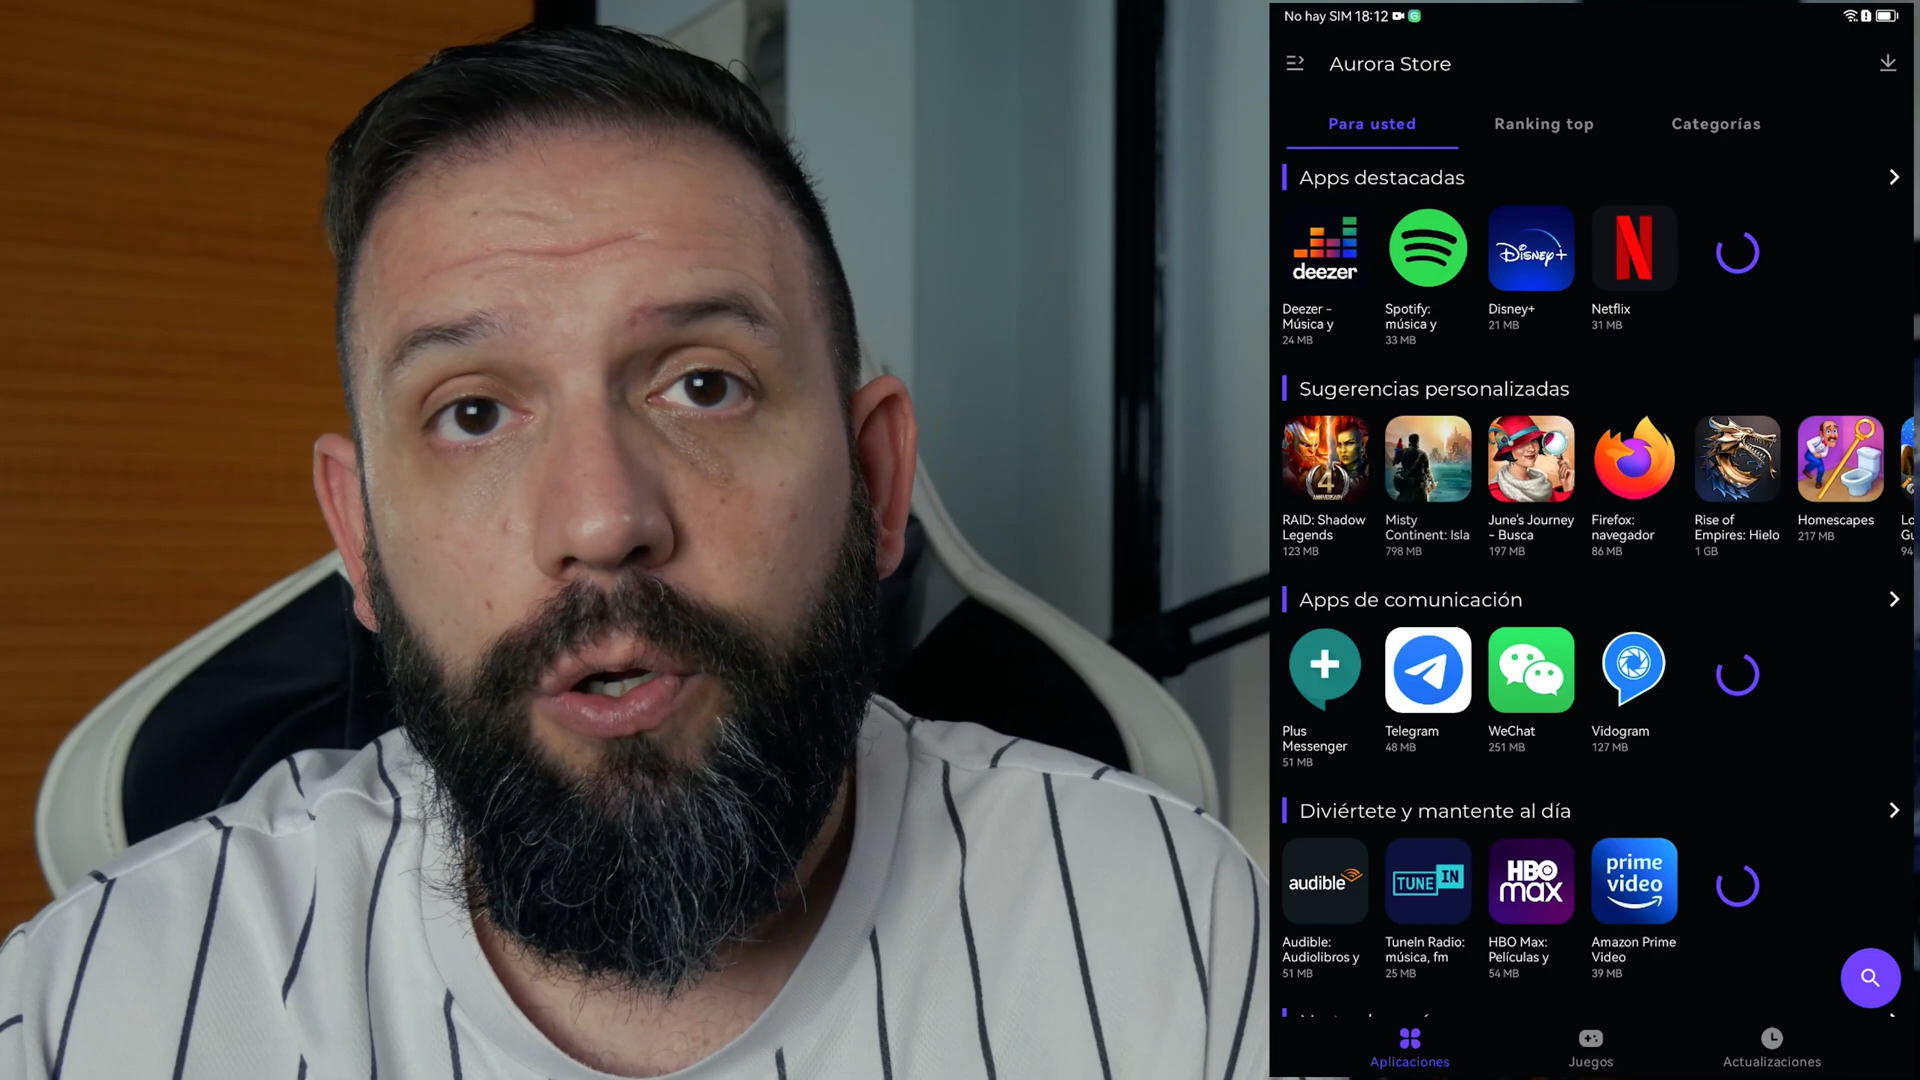 No hay SIM 18:12
Aurora Store
Para usted
Ranking top
Categorías
Apps destacadas
deezer
Disney+
N
Deezer -
Música y
24 MB
Spotify:
música y
33 MB
Disney+
21 MB
Netflix
31 MB
Sugerencias personalizadas
4
ANNIVERSARY
RAID: Shadow
Legends
123 MB
Misty
Continent: Isla
798 MB
June's Journey
- Busca
197 MB
Firefox:
navegador
86 MB
Rise of
Empires: Hielo
1 GB
Homescapes
217 MB
Lo
Gu
94
Apps de comunicación
Plus
Messenger
51 MB
Telegram
48 MB
WeChat
251 MB
Vidogram
127 MB
Diviértete y mantente al día
audible
TUNE IN
HBO
max
prime
video
Audible:
Audiolibros y
51 MB
TuneIn Radio:
música, fm
25 MB
HBO Max:
Películas y
54 MB
Amazon Prime
Video
39 MB
Aplicaciones
Juegos
Actualizaciones